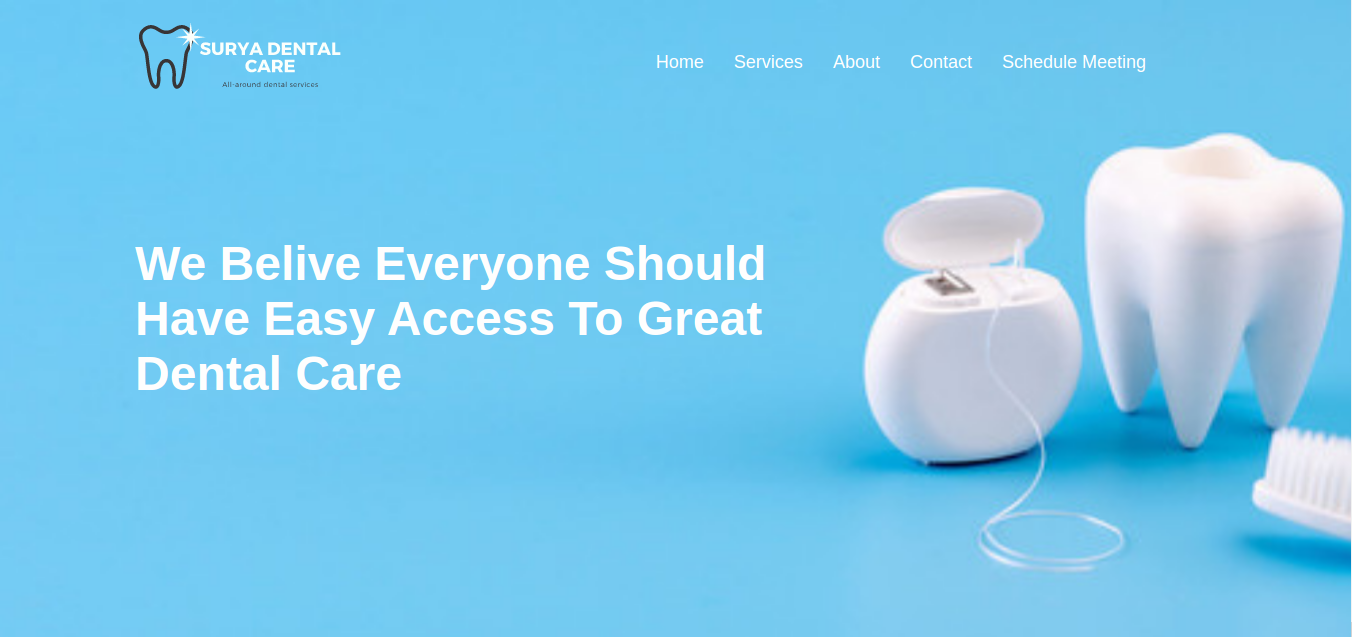 SURYA DENTAL
CARE
All-around dental services
Home Services About Contact Schedule Meeting
We Belive Everyone Should
Have Easy Access To Great
Dental Care